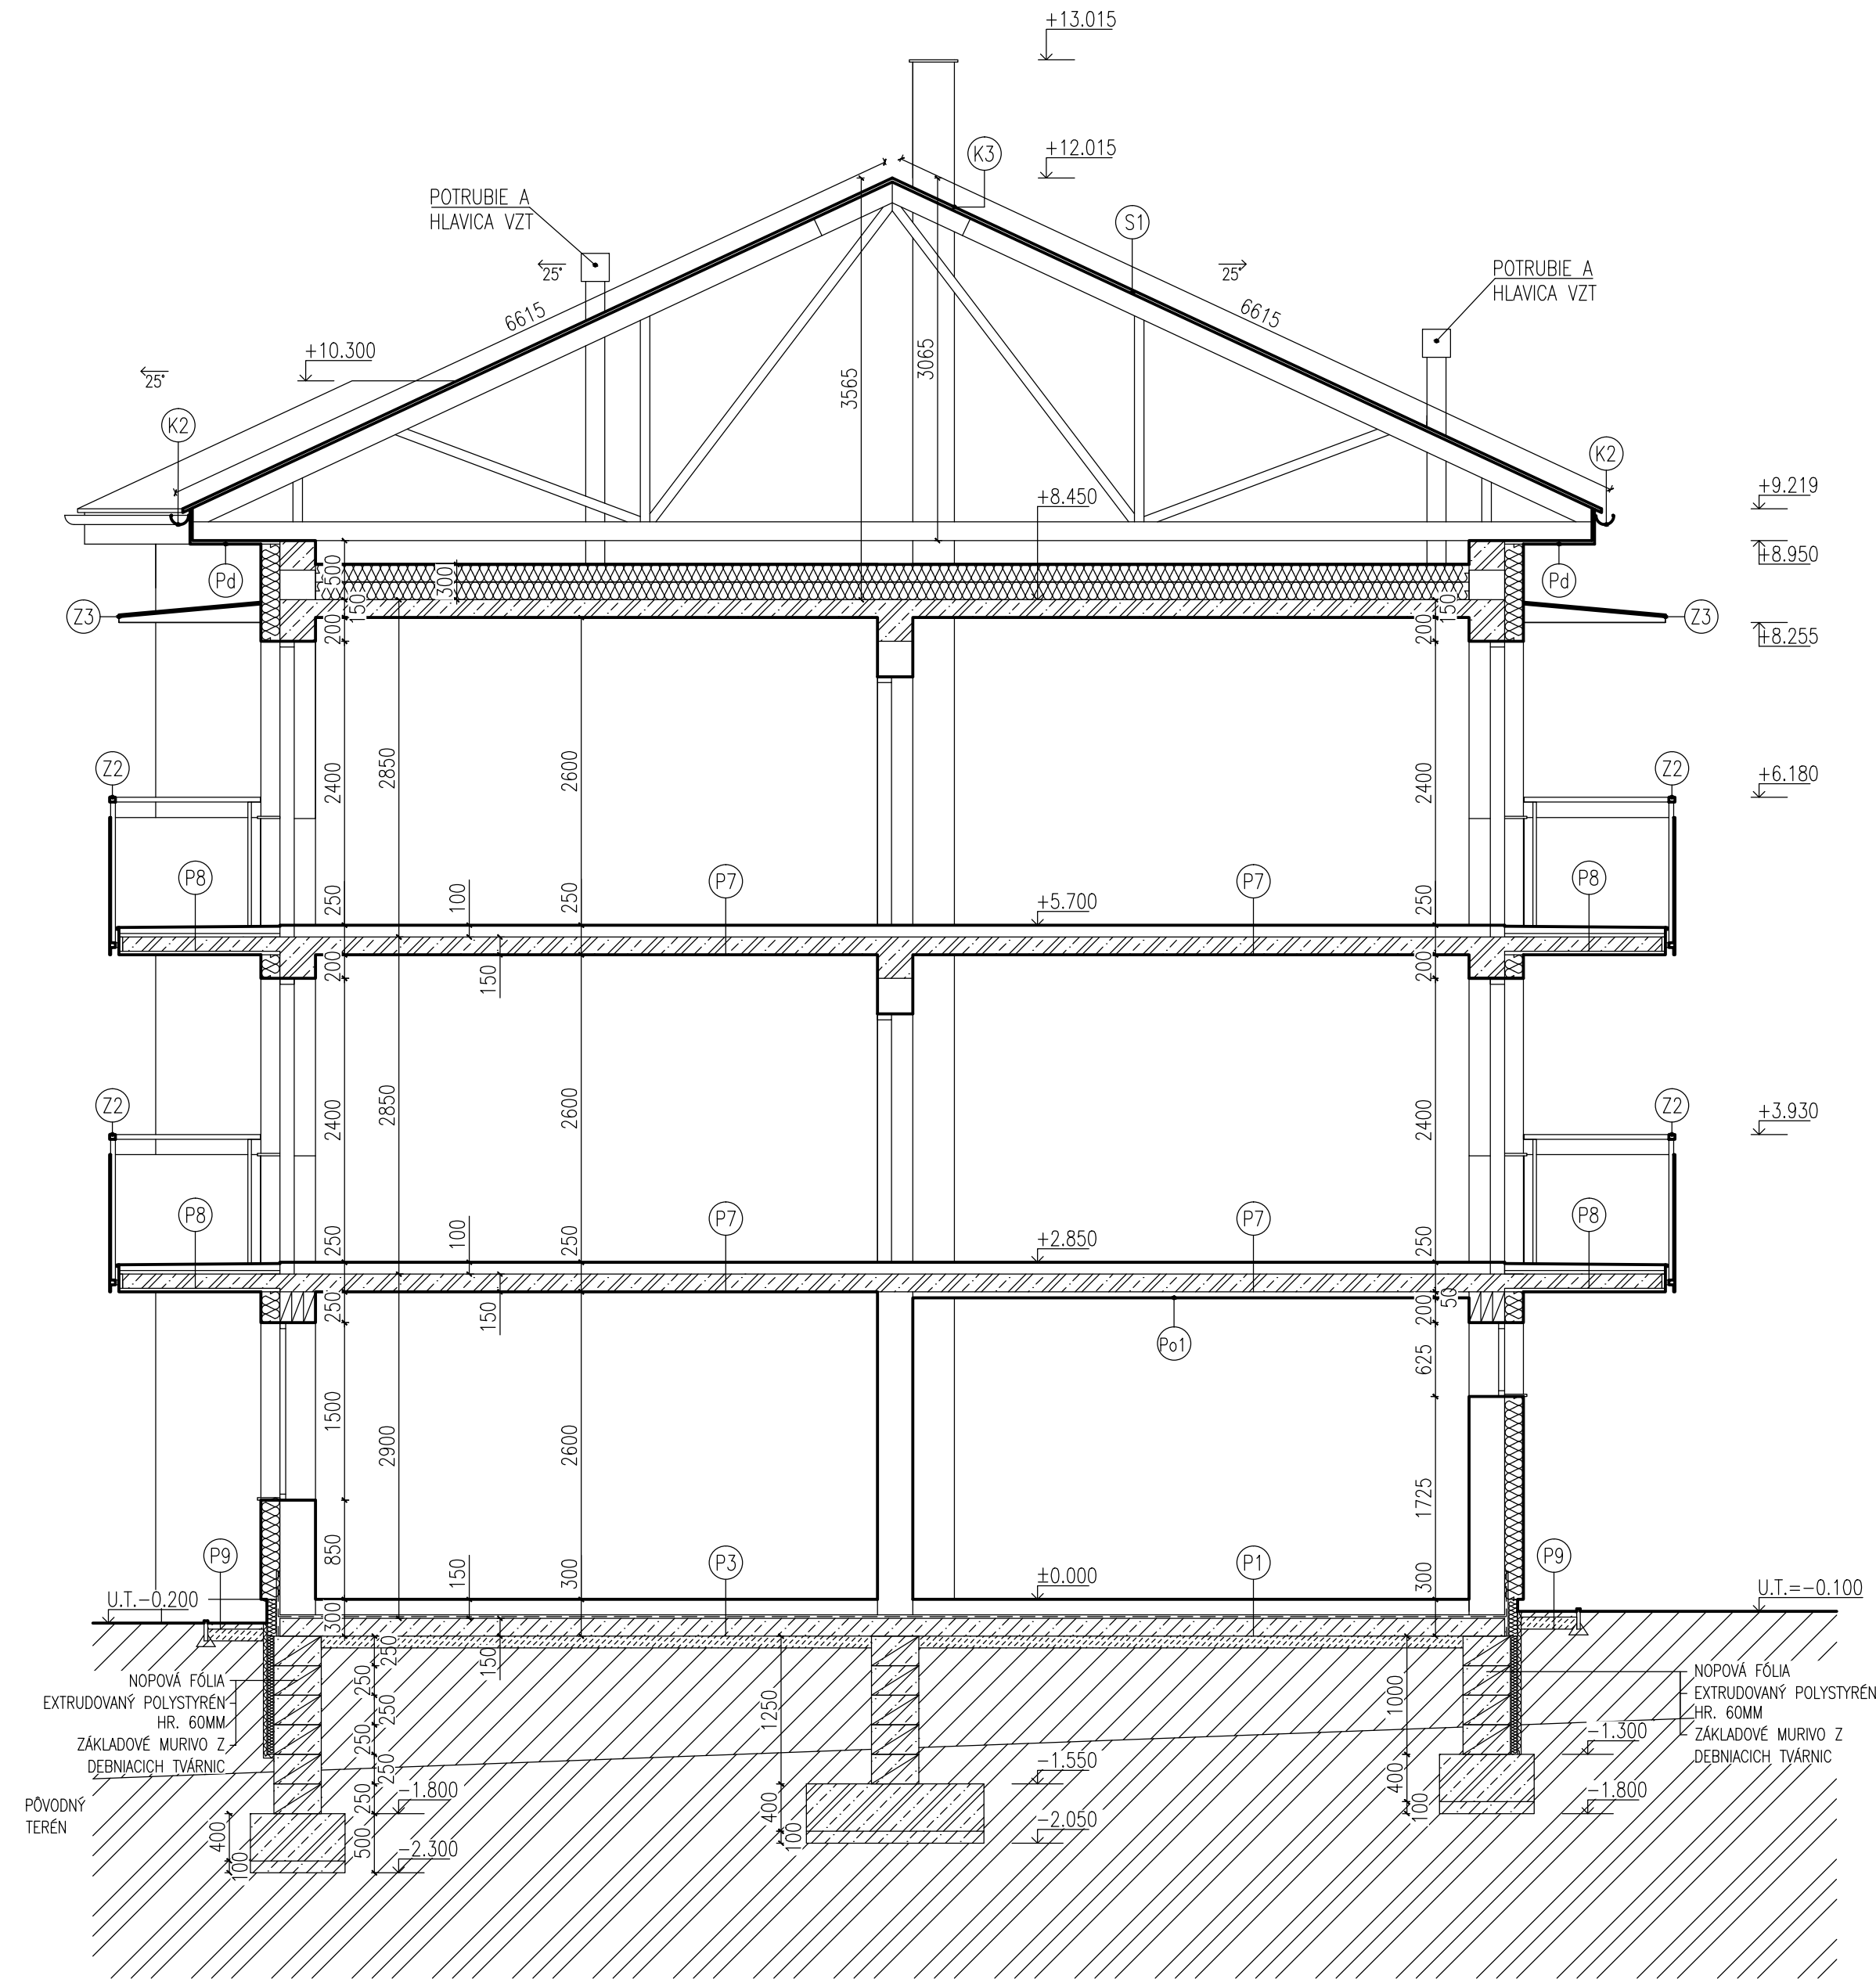 +13.015
+12.015
K3
POTRUBIE A
HLAVICA VZT
S1
25°
25°
POTRUBIE A
HLAVICA VZT
6615
6615
+10.300
3565
3065
25°
K2
K2
+8.450
+9.219
+8.950
500
300
150
200
150
200
Pd
Pd
Z3
Z3
+8.255
2400
2850
2600
2400
Z2
Z2
+6.180
P8
P7
P7
P8
250
100
250
250
+5.700
200
150
200
2400
2850
2600
2400
Z2
Z2
+3.930
P8
P7
P7
P8
250
100
250
250
+2.850
250
150
200
50
Po1
625
1500
2900
2600
1725
850
150
300
300
P9
P3
P1
P9
±0.000
U.T.-0.200
U.T.=-0.100
300
250
150
250
250
250
250
250
1250
1000
NOPOVÁ FÓLIA
EXTRUDOVANÝ POLYSTYRÉN
HR. 60MM
ZÁKLADOVÉ MURIVO Z
DEBNIACICH TVÁRNIC
NOPOVÁ FÓLIA
EXTRUDOVANÝ POLYSTYRÉN
HR. 60MM
ZÁKLADOVÉ MURIVO Z
DEBNIACICH TVÁRNIC
-1.300
-1.550
-1.800
-1.800
400
100
PÔVODNÝ
TERÉN
400
100
500
400
100
-2.050
-2.300